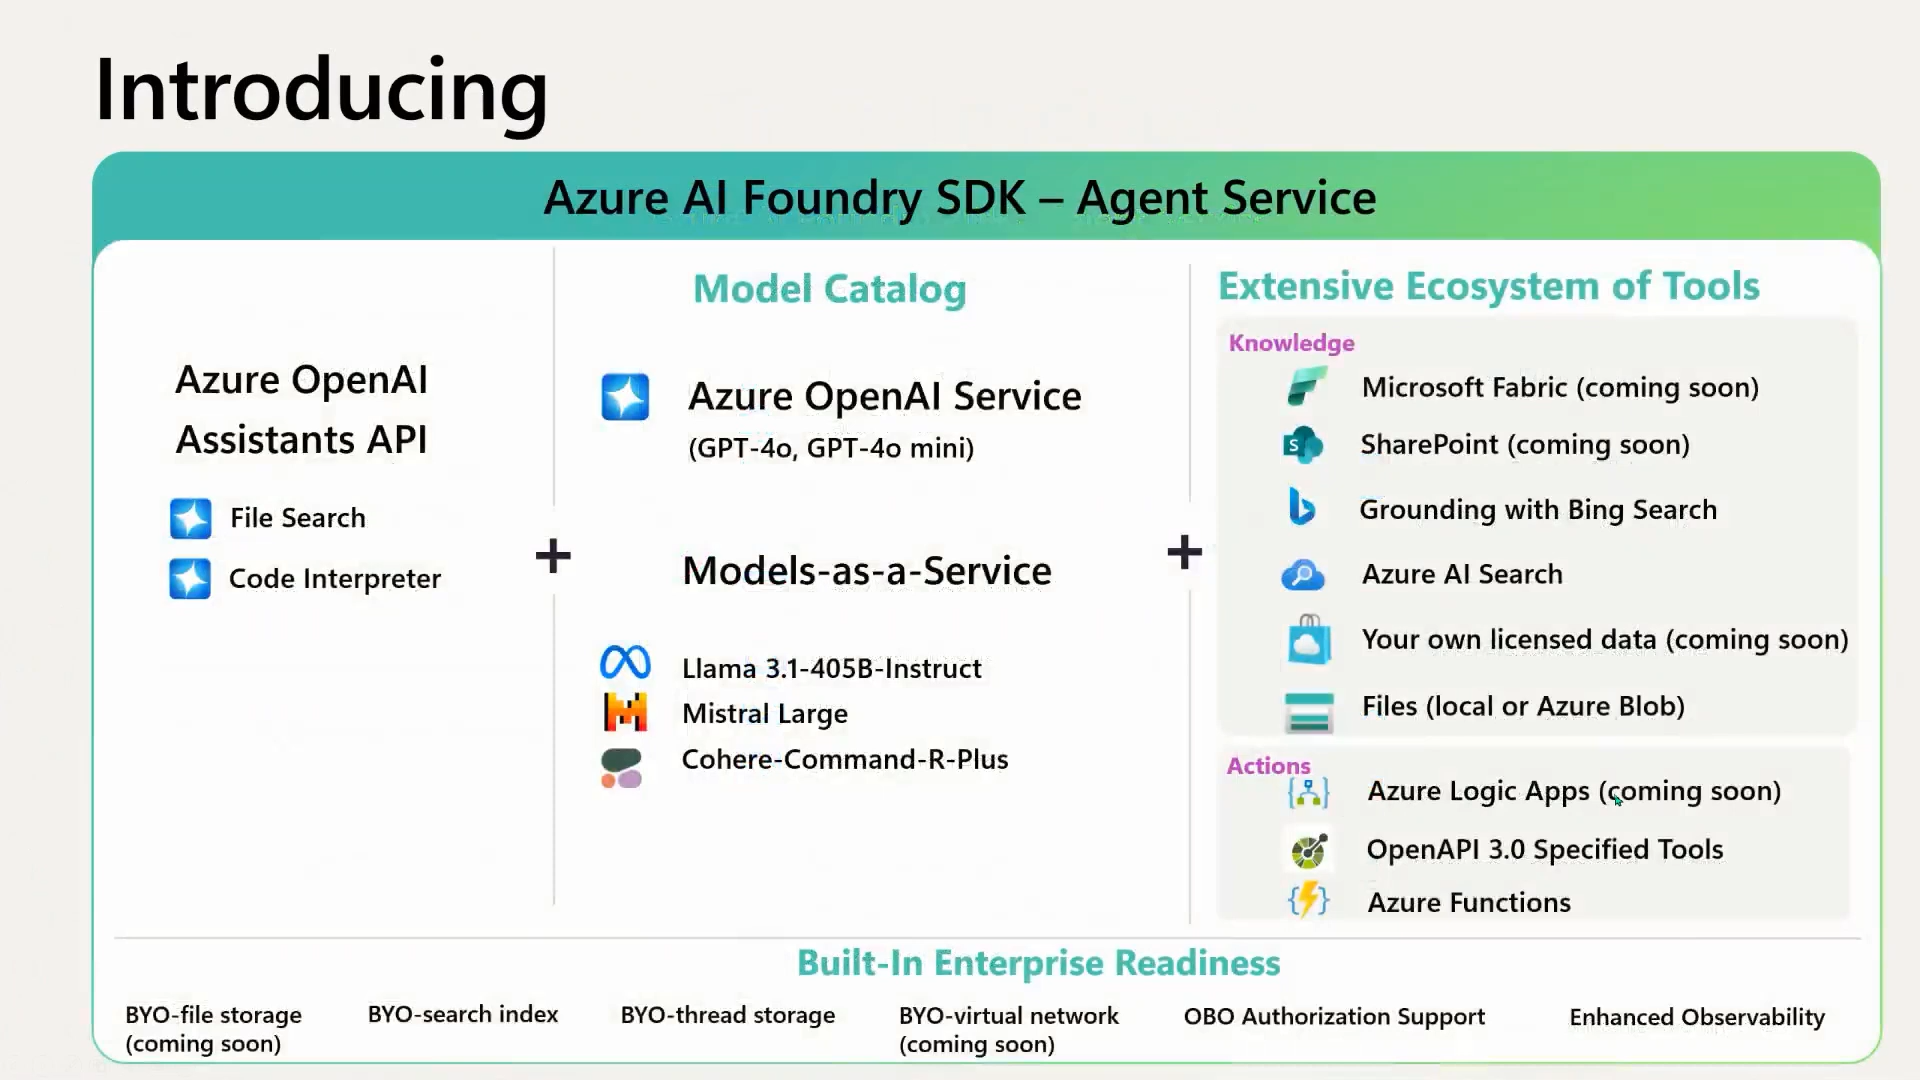 Introducing
Azure AI Foundry SDK – Agent Service
Azure OpenAI
Assistants API
File Search
Code Interpreter
+
Model Catalog
Azure OpenAI Service
(GPT-4o, GPT-4o mini)
Models-as-a-Service
Llama 3.1-405B-Instruct
Mistral Large
Cohere-Command-R-Plus
+
Extensive Ecosystem of Tools
Knowledge
Microsoft Fabric (coming soon)
SharePoint (coming soon)
Grounding with Bing Search
Azure AI Search
Your own licensed data (coming soon)
Files (local or Azure Blob)
Actions
Azure Logic Apps (coming soon)
OpenAPI 3.0 Specified Tools
Azure Functions
Built-In Enterprise Readiness
BYO-file storage
(coming soon)
BYO-search index
BYO-thread storage
BYO-virtual network
(coming soon)
OBO Authorization Support
Enhanced Observability